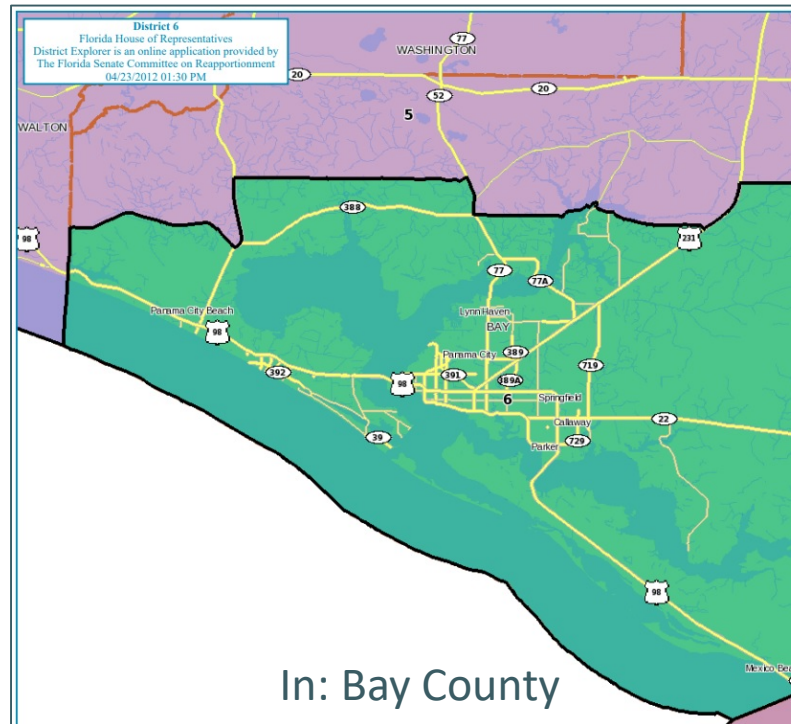 District 6
Florida House of Representatives
District Explorer is an online application provided by
The Florida Senate Committee on Reapportionment
04/23/2012 01:30 PM
77
WASHINGTON
20
52
20
5
WALTON
388
98
231
77
77A
Panama City Beach
Lynn Haven
BAY
98
389
Panama City
719
392
98
391
389A
6
Springfield
22
Callaway
39
Parker
729
98
Mexico Bea
In: Bay County